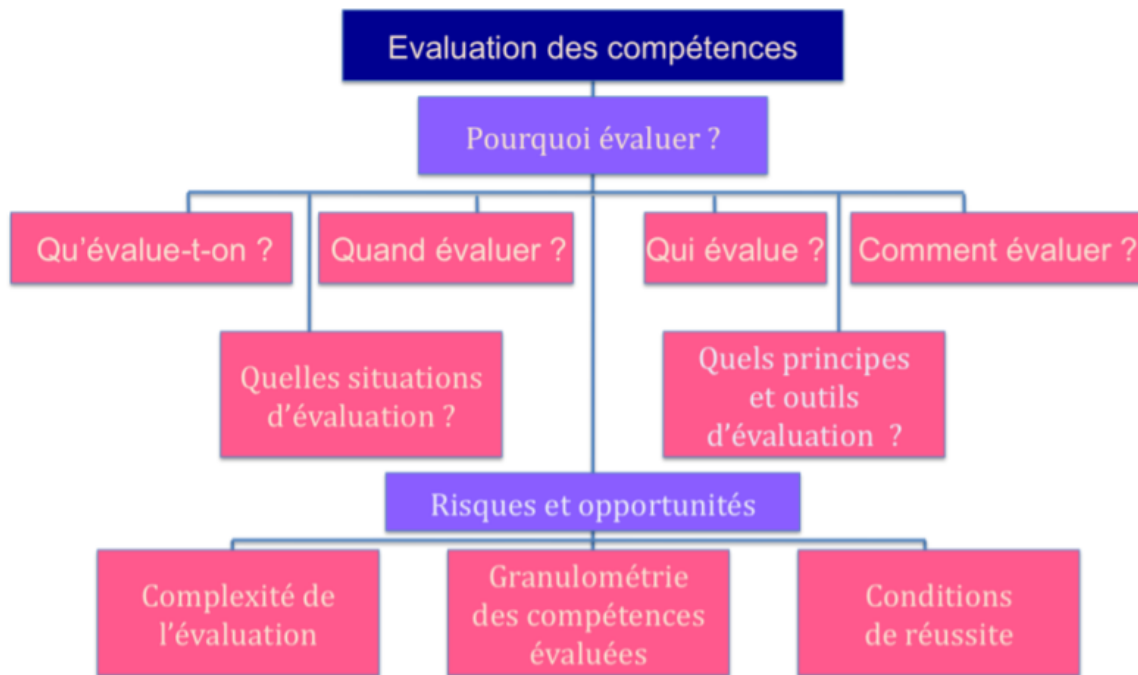 Evaluation des compétences
Pourquoi évaluer ?
Qu’évalue-t-on ?
Quand évaluer ?
Qui évalue ?
Comment évaluer ?
Quelles situations
d’évaluation ?
Quels principes
et outils
d’évaluation  ?
Risques et opportunités
Complexité de
l’évaluation
Granulométrie
des compétences
évaluées
Conditions
de réussite